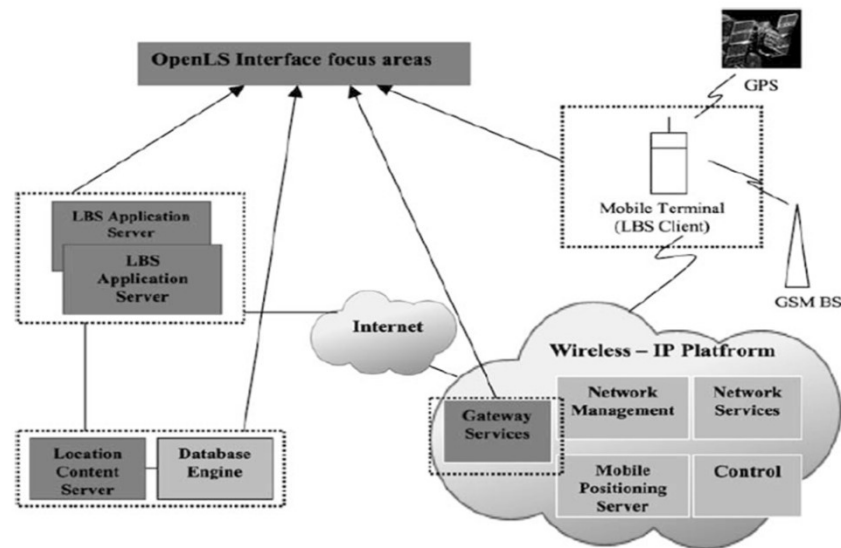 OpenLS Interface focus areas
GPS
LBS Application
Server
LBS
Application
Server
Mobile Terminal
(LBS Client)
GSM BS
Internet
Wireless – IP Platfrorm
Gateway
Services
Network
Management
Network
Services
Location
Content
Server
Database
Engine
Mobile
Positioning
Server
Control